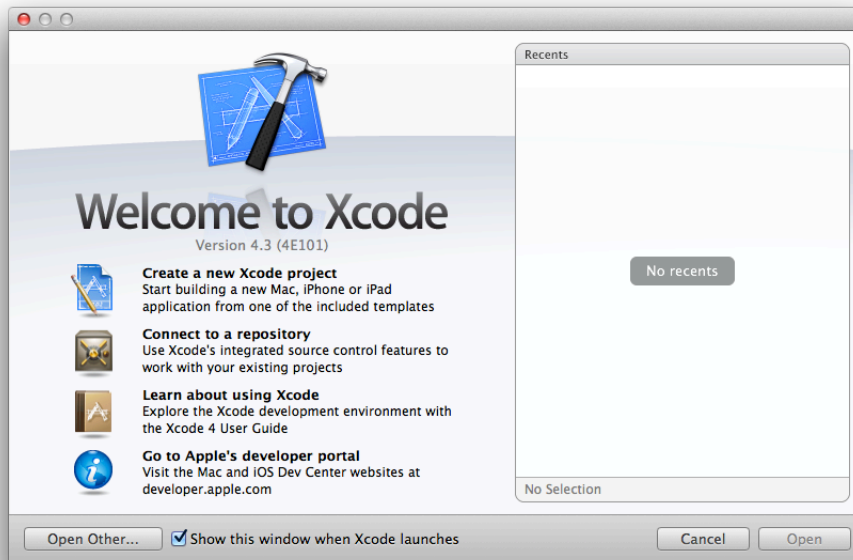 Recents
Welcome to Xcode
Version 4.3 (4E101)
Create a new Xcode project
Start building a new Mac, iPhone or iPad
application from one of the included templates
Connect to a repository
Use Xcode's integrated source control features to
work with your existing projects
Learn about using Xcode
Explore the Xcode development environment with
the Xcode 4 User Guide
Go to Apple's developer portal
Visit the Mac and iOS Dev Center websites at
developer.apple.com
No recents
No Selection
Open Other...
Show this window when Xcode launches
Cancel
Open